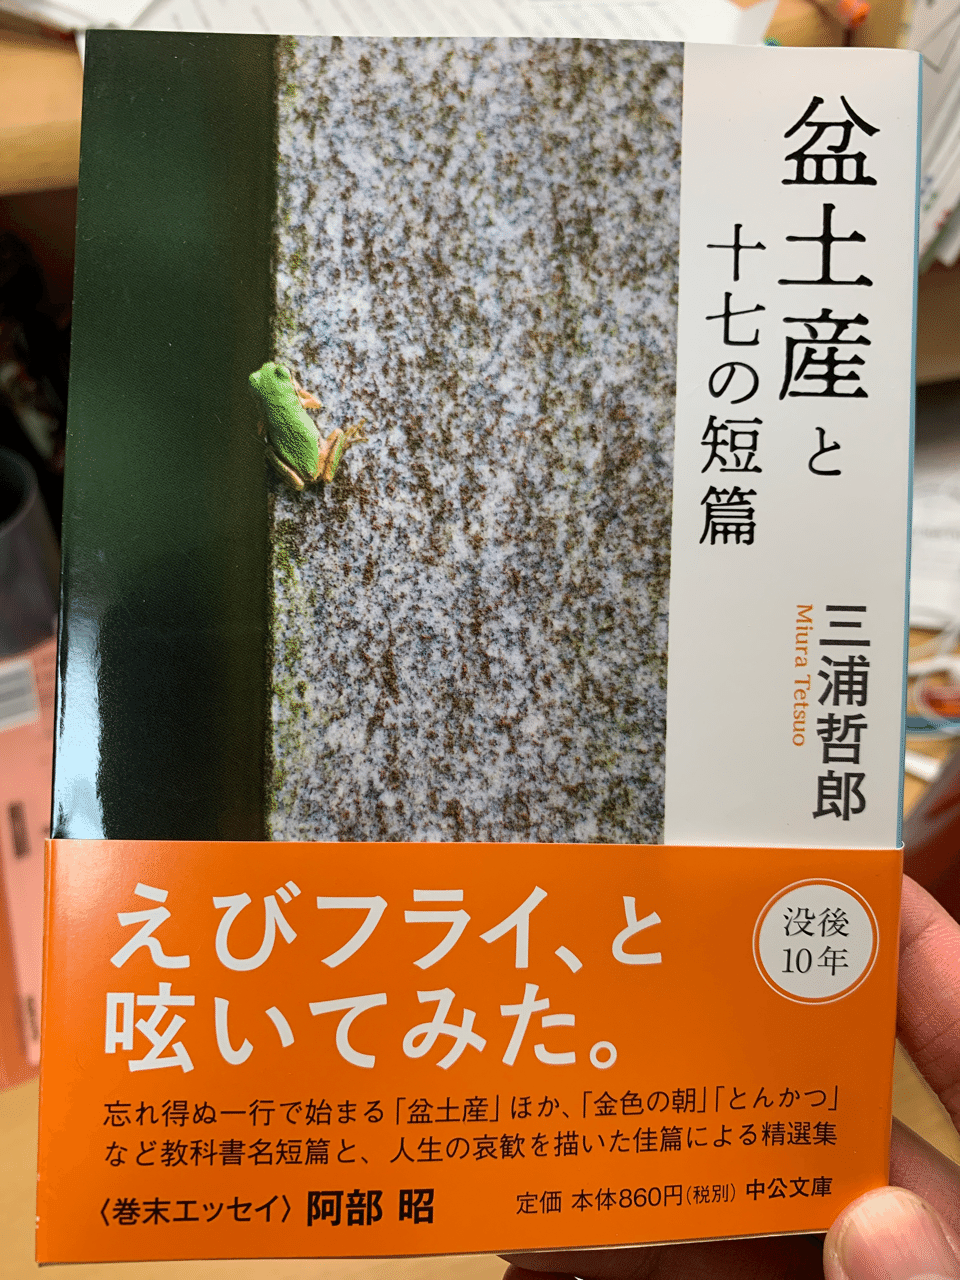 盆土産と
十七の短篇
三浦哲郎
Miura Tetsuo
没後
10年
えびフライ、と
呟いてみた。
忘れ得ぬ一行で始まる「盆土産」ほか、「金色の朝」「とんかつ」
など教科書名短篇と、人生の哀歓を描いた佳篇による精選集
〈巻末エッセイ〉阿部 昭
定価 本体860円(税別) 中公文庫